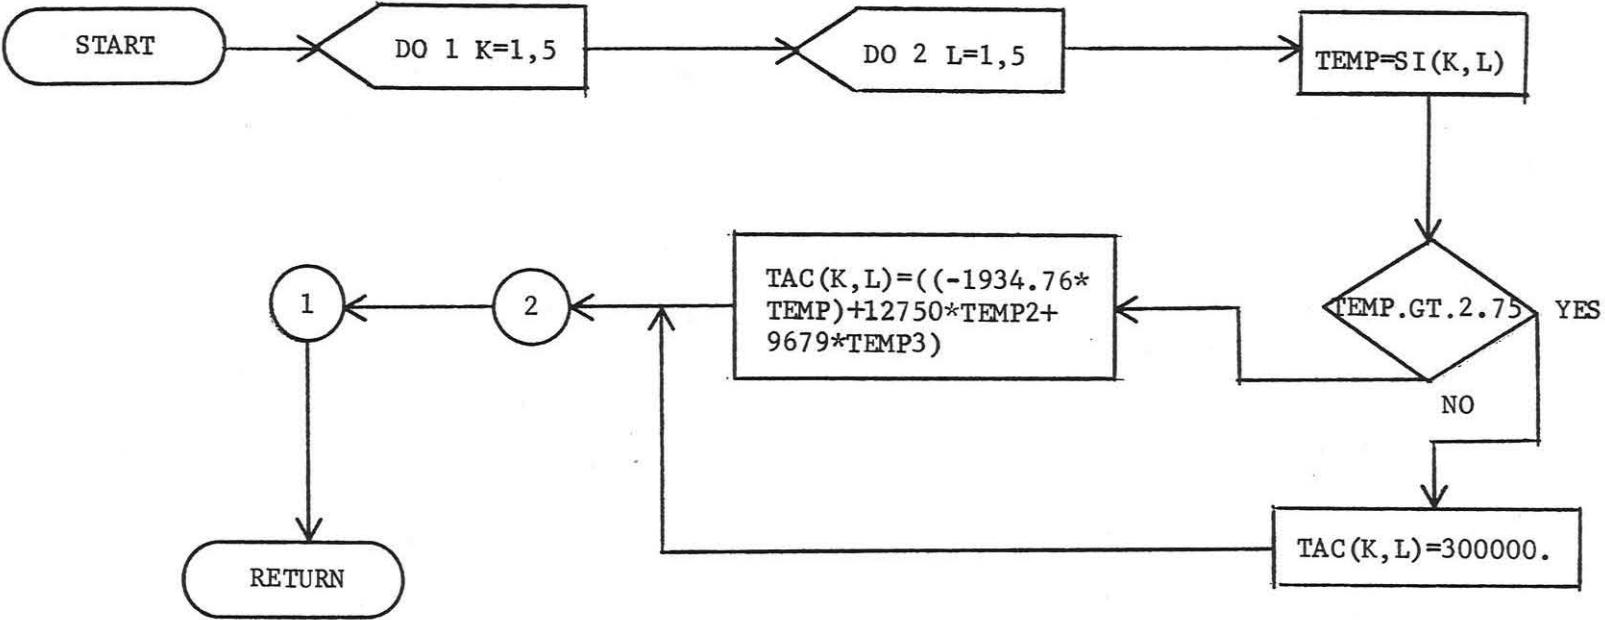 START
DO 1 K=1,5
DO 2 L=1,5
TEMP=SI(K,L)
TEMP.GT.2.75
YES
NO
TAC(K,L)=((-1934.76*
TEMP)+12750*TEMP2+
9679*TEMP3)
2
1
TAC(K,L)=300000.
RETURN